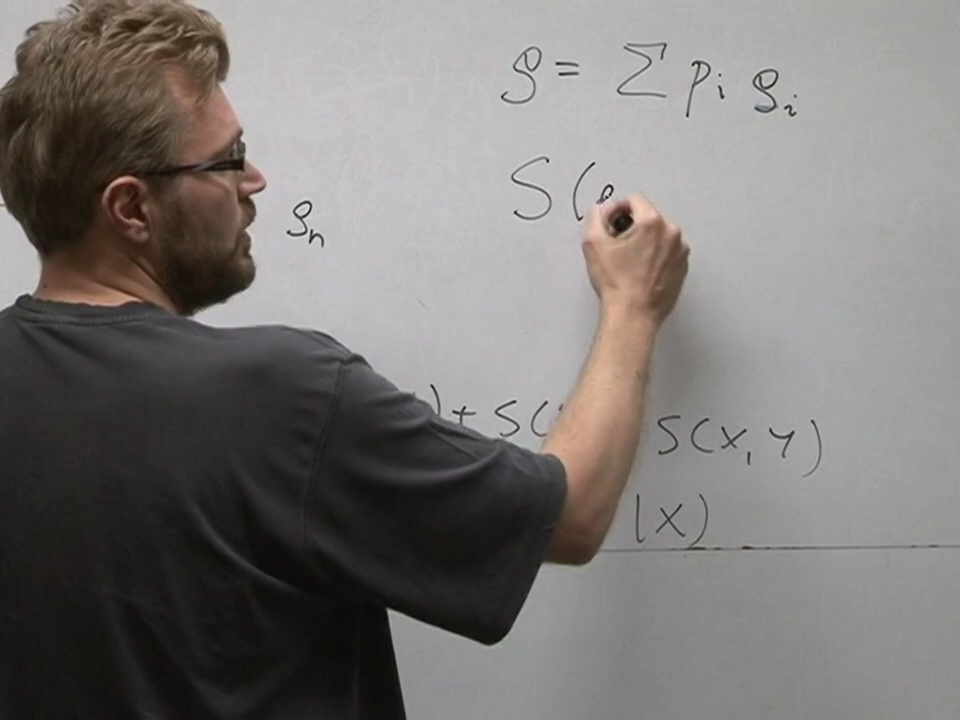 ρ = Σ pᵢ ρᵢ
S(ρ
ρₙ
) + S( S(X, Y)
|X)